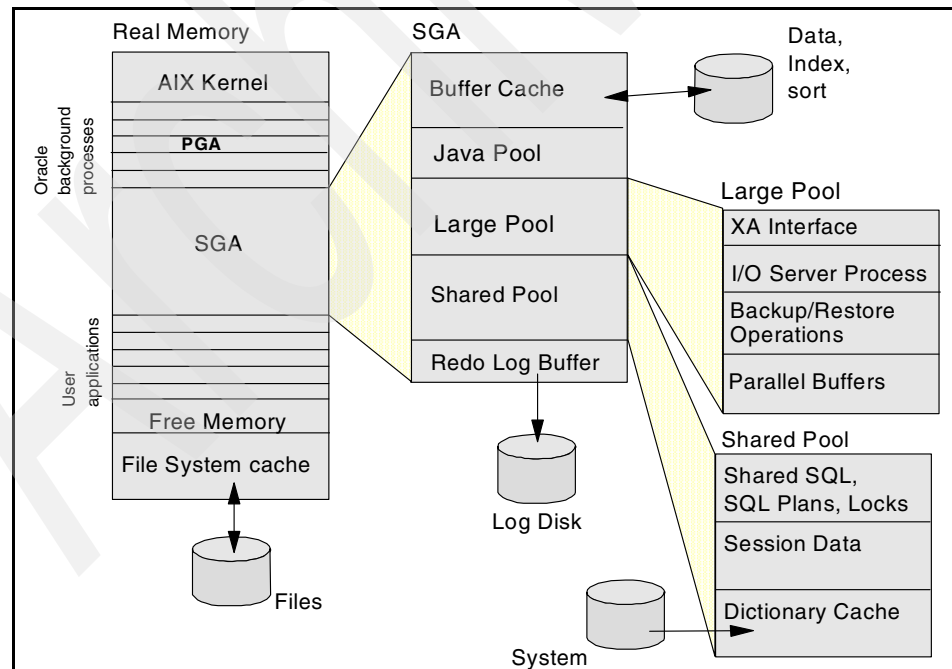 Real Memory
AIX Kernel
Oracle
background
processes
PGA
SGA
User
applications
Free Memory
File System cache
Files
SGA
Buffer Cache
Java Pool
Large Pool
Shared Pool
Redo Log Buffer
Log Disk
Data,
Index,
sort
Large Pool
XA Interface
I/O Server Process
Backup/Restore
Operations
Parallel Buffers
Shared Pool
Shared SQL,
SQL Plans, Locks
Session Data
Dictionary Cache
System